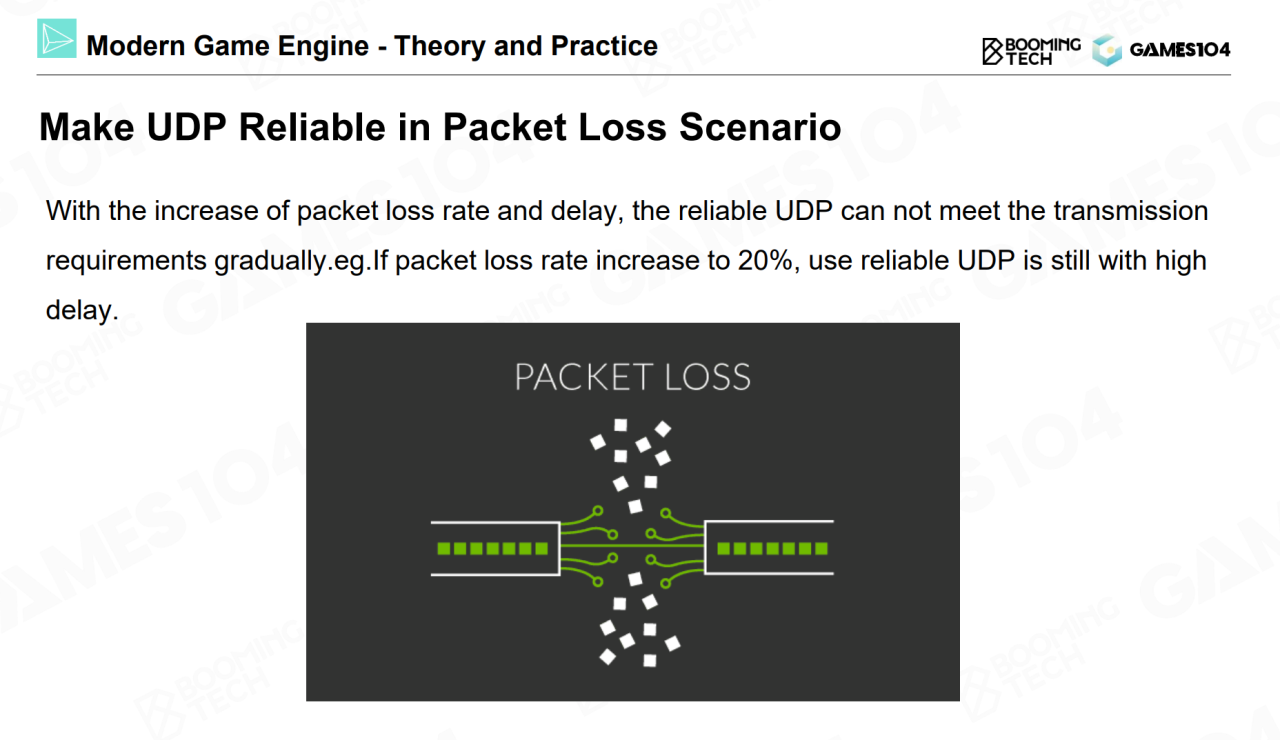 Modern Game Engine - Theory and Practice
BOOMING
TECH
GAMES104
Make UDP Reliable in Packet Loss Scenario
With the increase of packet loss rate and delay, the reliable UDP can not meet the transmission
requirements gradually.eg.If packet loss rate increase to 20%, use reliable UDP is still with high
delay.
PACKET LOSS